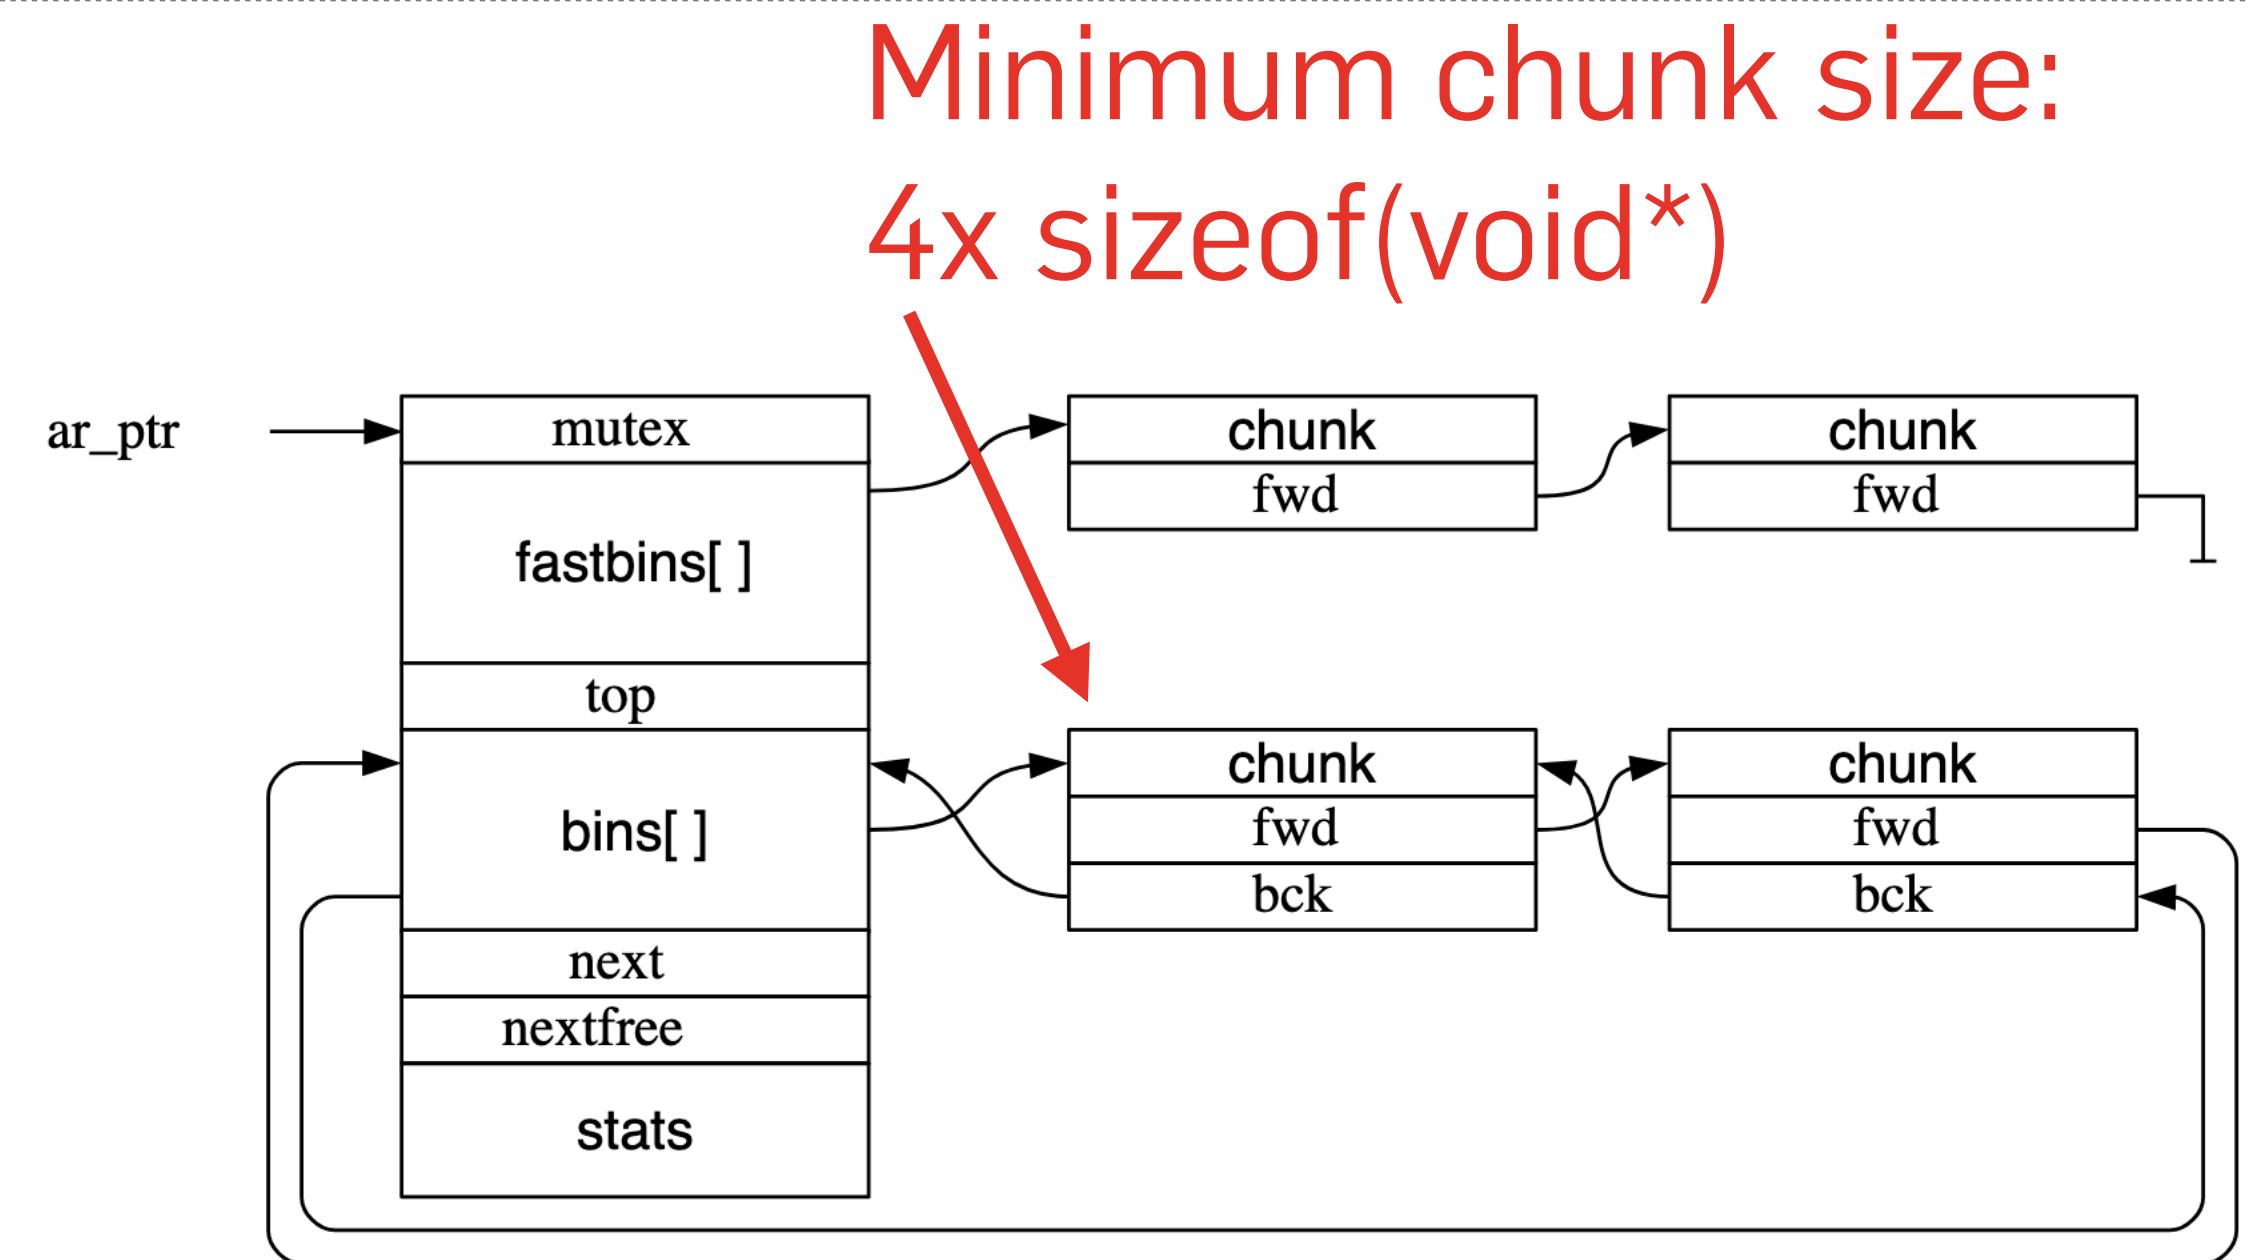 Minimum chunk size:
4x sizeof(void*)
ar_ptr
mutex
fastbins[ ]
top
bins[ ]
next
nextfree
stats
chunk
fwd
chunk
fwd
chunk
fwd
bck
chunk
fwd
bck